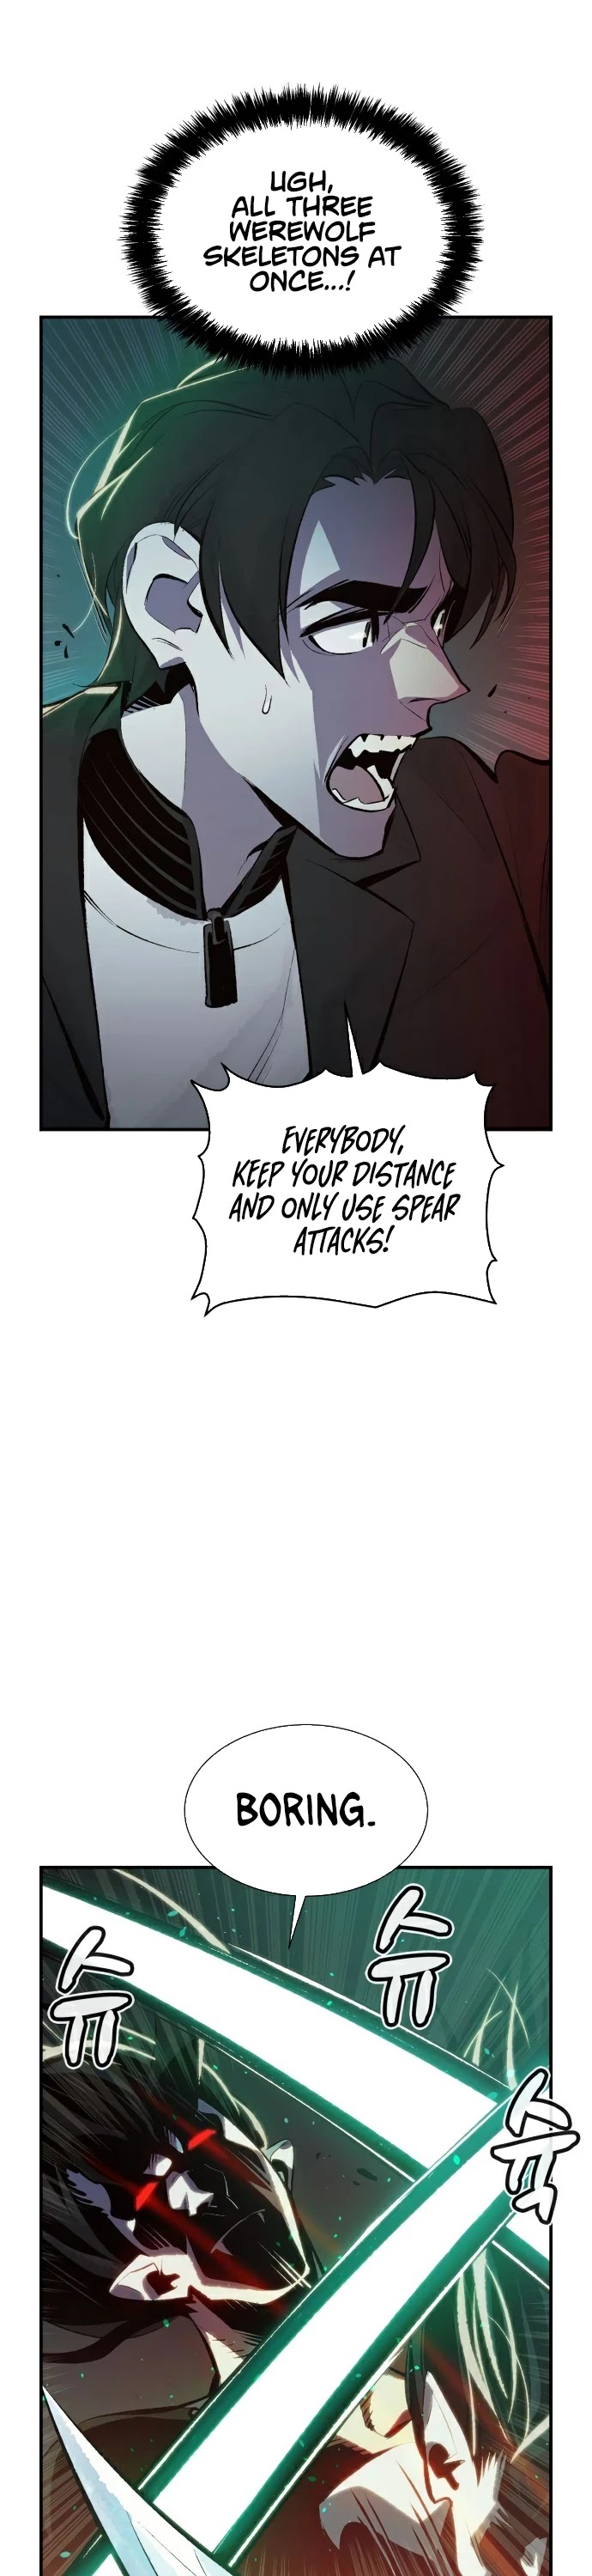 UGH,
ALL THREE
WEREWOLF
SKELETONS AT
ONCE...!
EVERYBODY,
KEEP YOUR DISTANCE
AND ONLY USE SPEAR
ATTACKS!
BORING.
슈
슈
슉